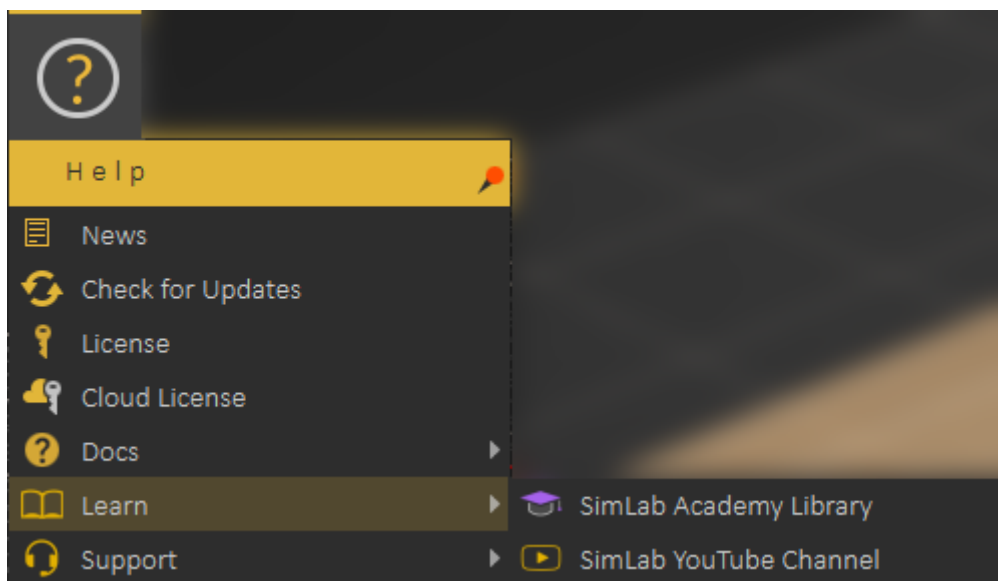 ?
Help
News
Check for Updates
License
Cloud License
? Docs
Learn
SimLab Academy Library
Support
SimLab YouTube Channel